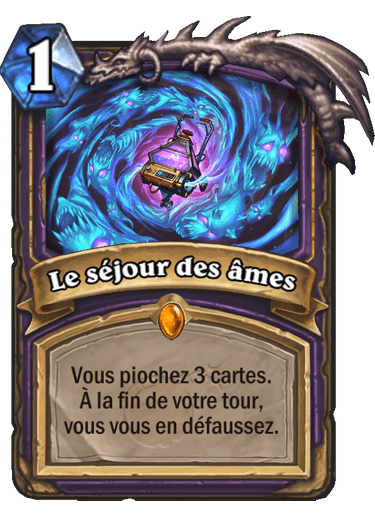 1
Le séjour des âmes
Vous piochez 3 cartes.
À la fin de votre tour,
vous vous en défaussez.